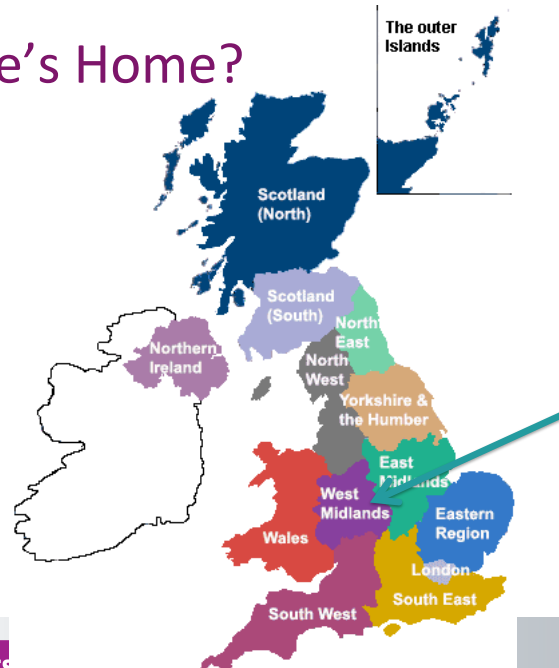 e's Home?
The outer
Islands
Scotland
(North)
Scotland
(South)
North
East
Northern
Ireland
North
West
Yorkshire &
the Humber
East
Midlands
West
Midlands
Eastern
Region
Wales
London
South East
South West